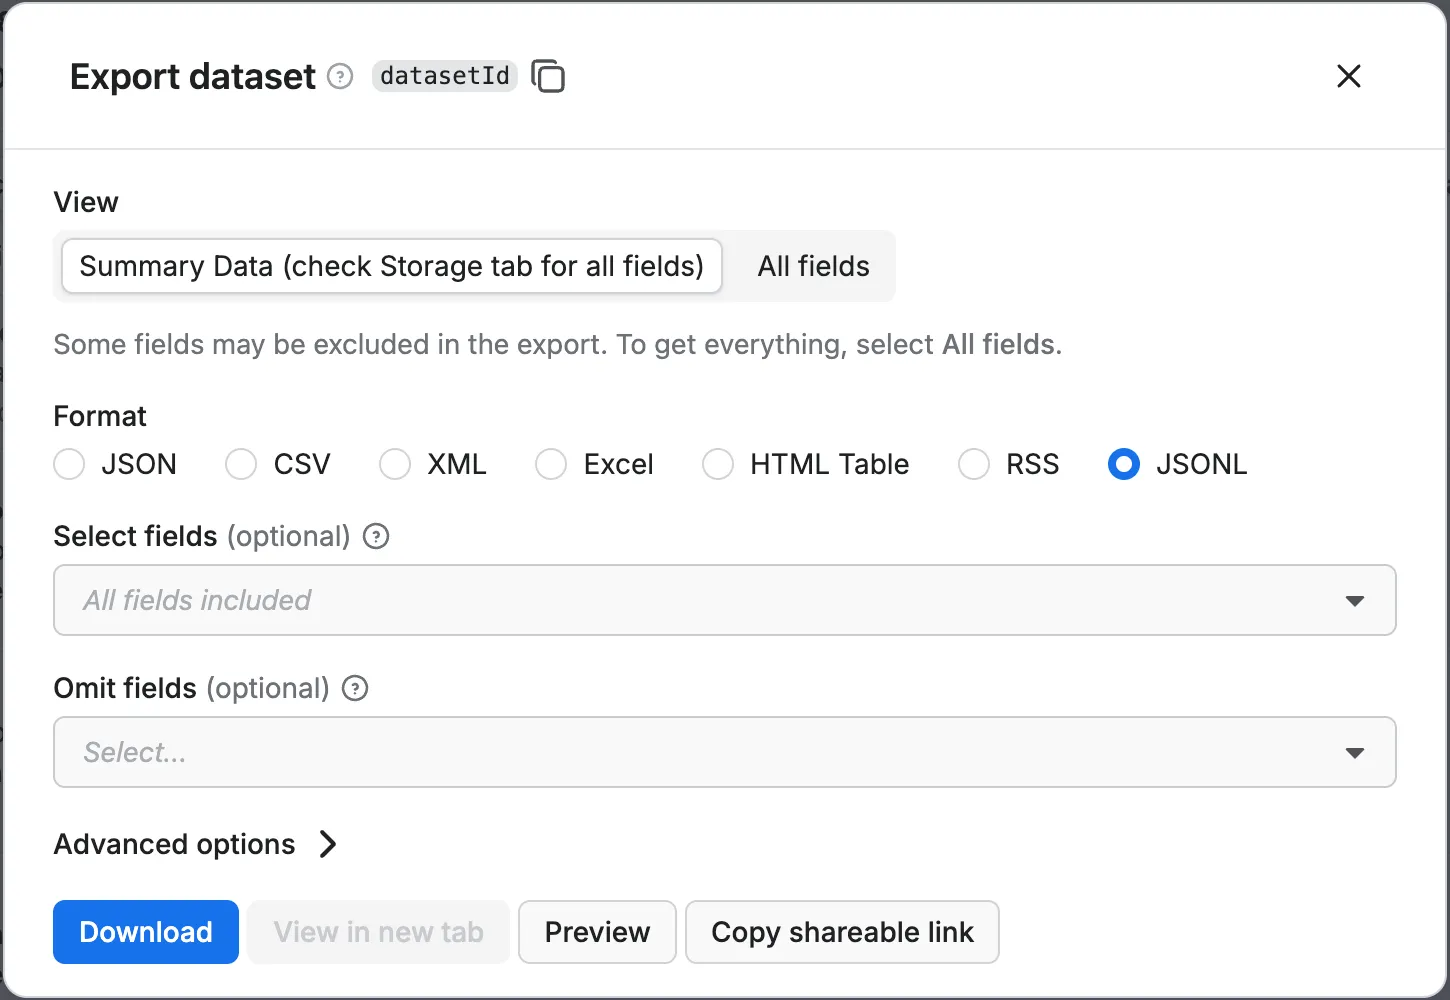 Export dataset ? datasetId
View
Summary Data (check Storage tab for all fields) All fields
Some fields may be excluded in the export. To get everything, select All fields.
Format
JSON CSV XML Excel HTML Table RSS JSONL
Select fields (optional) ?
All fields included
Omit fields (optional) ?
Select...
Advanced options
Download View in new tab Preview Copy shareable link